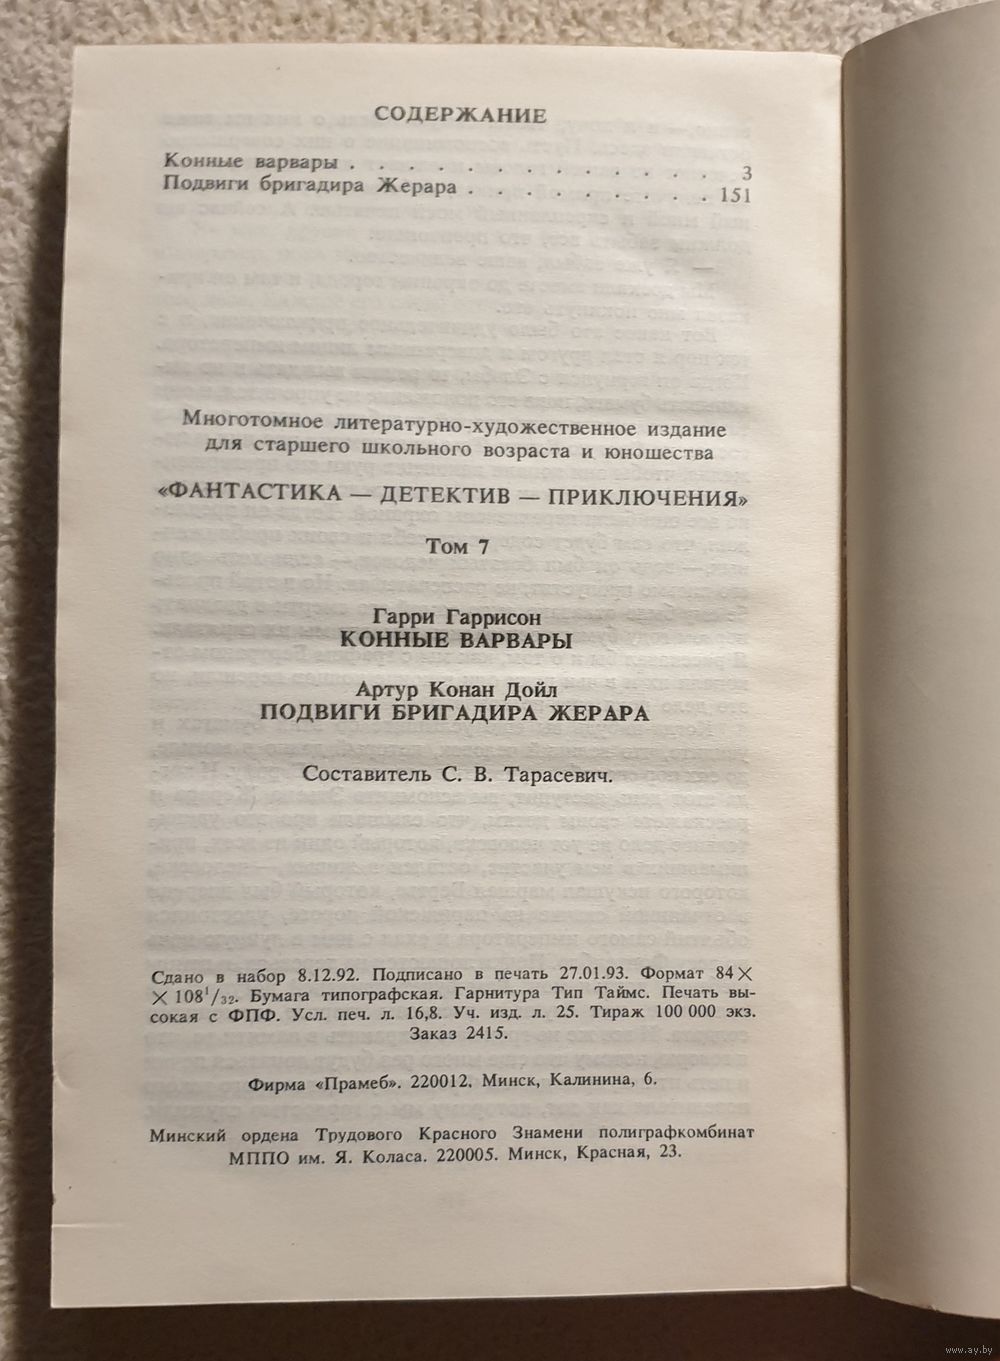 СОДЕРЖАНИЕ
Конные варвары . . . . . . . . . . . . . 3
Подвиги бригадира Жерара . . . . . . . . . 151
Многотомное литературно-художественное издание
для старшего школьного возраста и юношества
«ФАНТАСТИКА — ДЕТЕКТИВ — ПРИКЛЮЧЕНИЯ»
Том 7
Гарри Гаррисон
КОННЫЕ ВАРВАРЫ
Артур Конан Дойл
ПОДВИГИ БРИГАДИРА ЖЕРАРА
Составитель С. В. Тарасевич.
Сдано в набор 8.12.92. Подписано в печать 27.01.93. Формат 84×
×108¹/₃₂. Бумага типографская. Гарнитура Тип Таймс. Печать вы-
сокая с ФПФ. Усл. печ. л. 16,8. Уч. изд. л. 25. Тираж 100 000 экз.
Заказ 2415.
Фирма «Прамеб». 220012. Минск, Калинина, 6.
Минский ордена Трудового Красного Знамени полиграфкомбинат
МППО им. Я. Коласа. 220005. Минск, Красная, 23.
www.ay.by